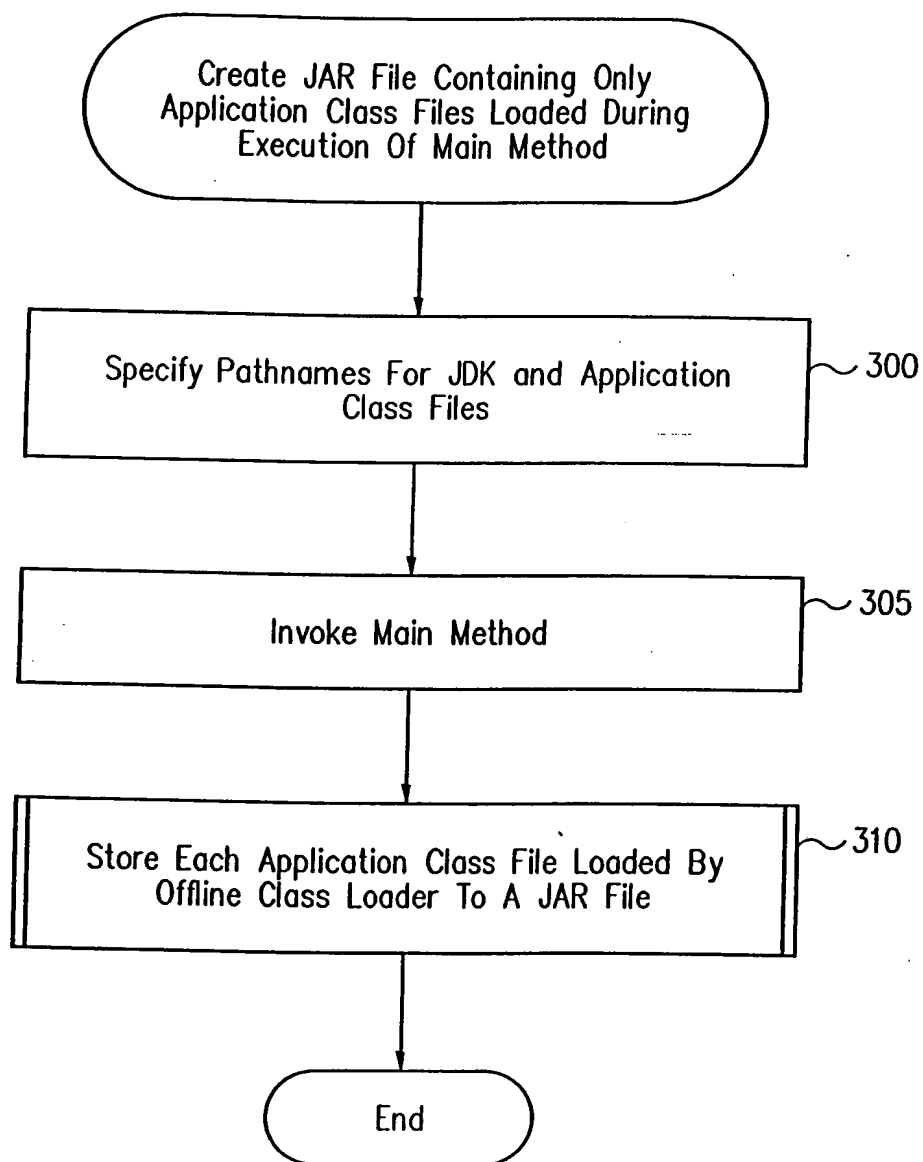 Create JAR File Containing Only
Application Class Files Loaded During
Execution Of Main Method
Specify Pathnames For JDK and Application
Class Files
300
Invoke Main Method
305
Store Each Application Class File Loaded By
Offline Class Loader To A JAR File
310
End